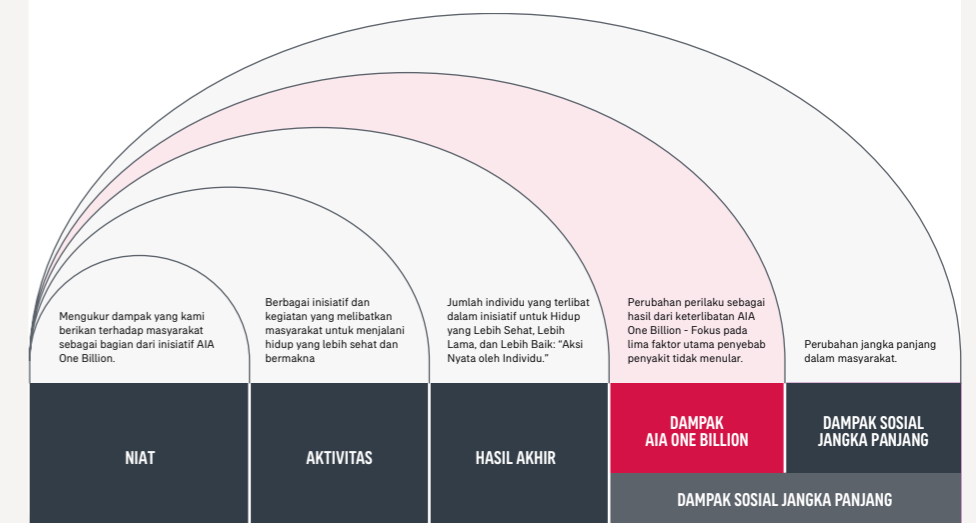 Mengukur dampak yang kami
berikan terhadap masyarakat
sebagai bagian dari inisiatif AIA
One Billion.
Berbagai inisiatif dan
kegiatan yang melibatkan
masyarakat untuk menjalani
hidup yang lebih sehat dan
bermakna
Jumlah individu yang terlibat
dalam inisiatif untuk Hidup
yang Lebih Sehat, Lebih
Lama, dan Lebih Baik: “Aksi
Nyata oleh Individu.”
Perubahan perilaku sebagai
hasil dari keterlibatan AIA
One Billion - Fokus pada
lima faktor utama penyebab
penyakit tidak menular.
Perubahan jangka panjang
dalam masyarakat.
NIAT
AKTIVITAS
HASIL AKHIR
DAMPAK
AIA ONE BILLION
DAMPAK SOSIAL
JANGKA PANJANG
DAMPAK SOSIAL JANGKA PANJANG